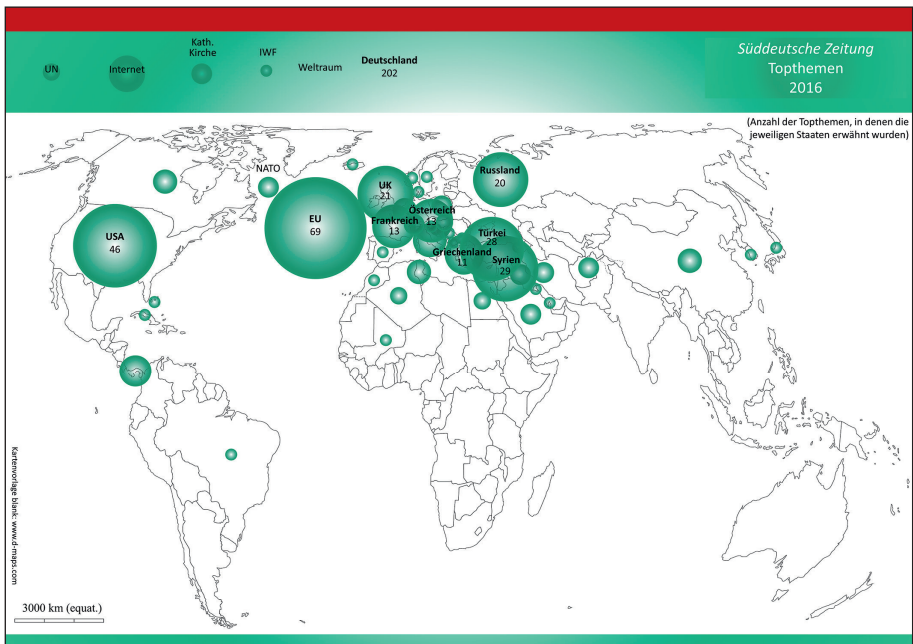 UN
Internet
Kath.
Kirche
IWF
Weltraum
Deutschland
202
Süddeutsche Zeitung
Topthemen
2016
(Anzahl der Topthemen, in denen die
jeweiligen Staaten erwähnt wurden)
NATO
UK
21
Russland
20
EU
69
Frankreich
13
Österreich
13
USA
46
Türkei
28
Griechenland
11
Syrien
29
Kartenvorlage blank: www.d-maps.com
3000 km (equat.)